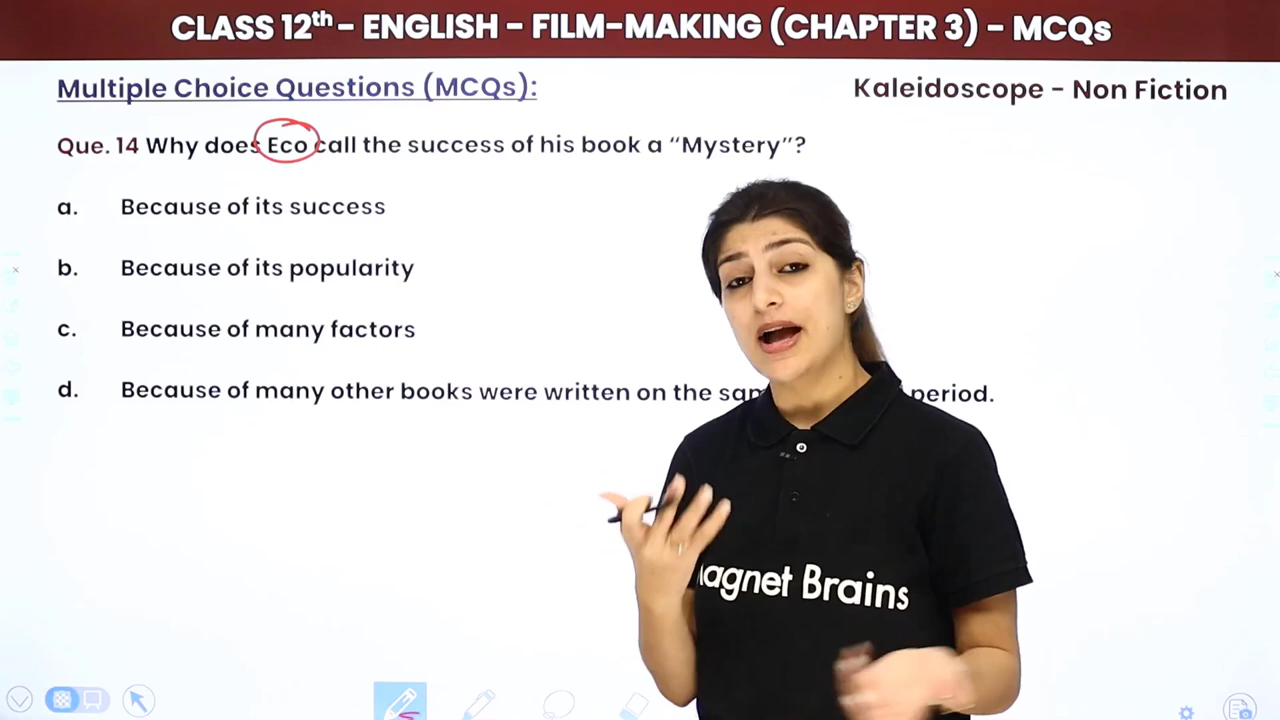 CLASS 12th - ENGLISH - FILM-MAKING (CHAPTER 3) - MCQs
Multiple Choice Questions (MCQs):
Kaleidoscope - Non Fiction
Que. 14 Why does Eco call the success of his book a “Mystery”?
a. Because of its success
b. Because of its popularity
c. Because of many factors
d. Because of many other books were written on the period.
Brains